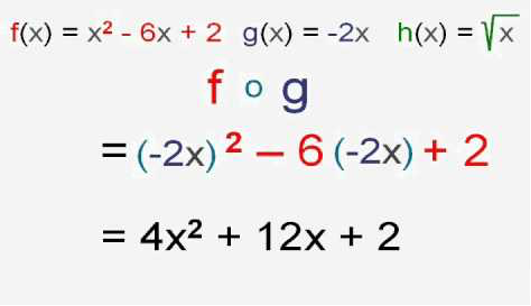 f(x) = x² - 6x + 2 g(x) = -2x h(x) = √x
f ∘ g
= (-2x)² – 6 (-2x) + 2
= 4x² + 12x + 2